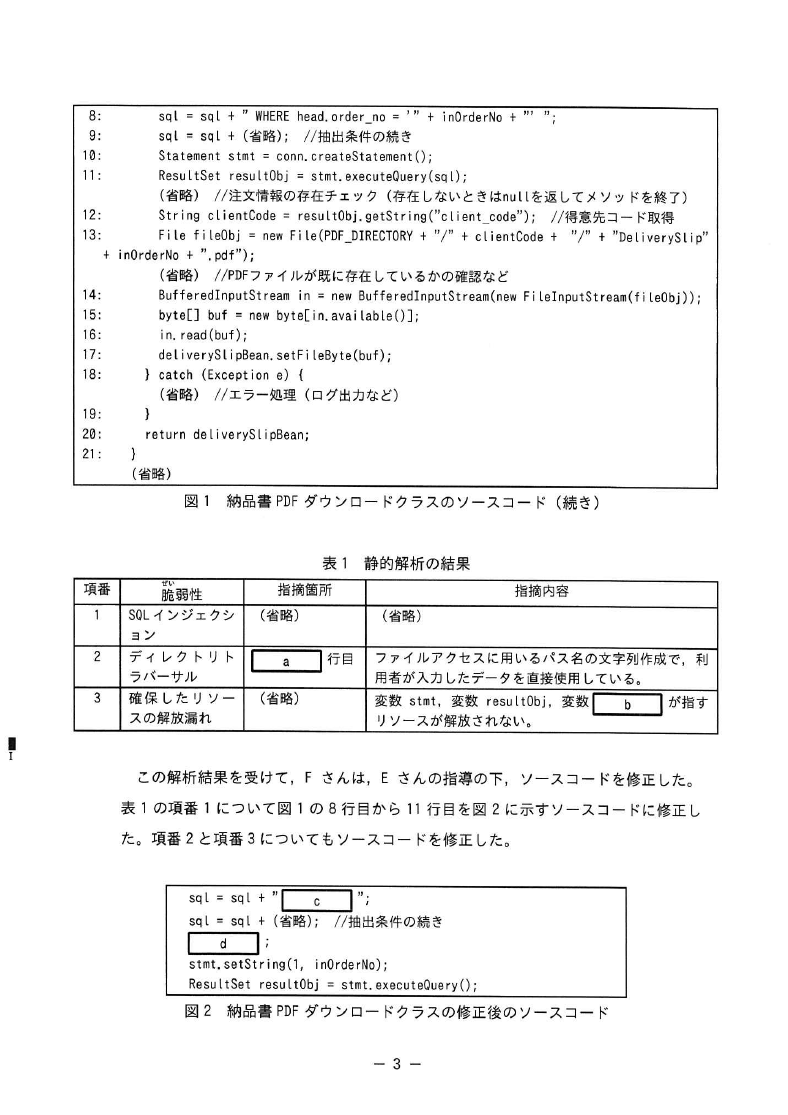 8: sql = sql + " WHERE head.order_no = '" + inOrderNo + "' ";
9: sql = sql + (省略); //抽出条件の続き
10: Statement stmt = conn.createStatement();
11: ResultSet resultObj = stmt.executeQuery(sql);
(省略) //注文情報の存在チェック (存在しないときはnullを返してメソッドを終了)
12: String clientCode = resultObj.getString("client_code"); //得意先コード取得
13: File fileObj = new File(PDF_DIRECTORY + "/" + clientCode + "/" + "DeliverySlip"
+ inOrderNo + ".pdf");
(省略) //PDFファイルが既に存在しているかの確認など
14: BufferedInputStream in = new BufferedInputStream(new FileInputStream(fileObj));
15: byte[] buf = new byte[in.available()];
16: in.read(buf);
17: deliverySlipBean.setFileByte(buf);
18: } catch (Exception e) {
(省略) //エラー処理 (ログ出力など)
19: }
20: return deliverySlipBean;
21: }
(省略)
図1 納品書PDFダウンロードクラスのソースコード(続き)
表1 静的解析の結果
項番 脆弱性 指摘箇所 指摘内容
ぜい
1 SQLインジェクション (省略) (省略)
2 ディレクトリトラバーサル a 行目 ファイルアクセスに用いるパス名の文字列作成で,利
用者が入力したデータを直接使用している。
3 確保したリソースの解放漏れ (省略) 変数 stmt,変数 resultObj,変数 b が指す
リソースが解放されない。
この解析結果を受けて,Fさんは,Eさんの指導の下,ソースコードを修正した。
表1の項番1について図1の8行目から11行目を図2に示すソースコードに修正し
た。項番2と項番3についてもソースコードを修正した。
sql = sql + " c ";
sql = sql + (省略); //抽出条件の続き
d ;
stmt.setString(1, inOrderNo);
ResultSet resultObj = stmt.executeQuery();
図2 納品書PDFダウンロードクラスの修正後のソースコード
- 3 -